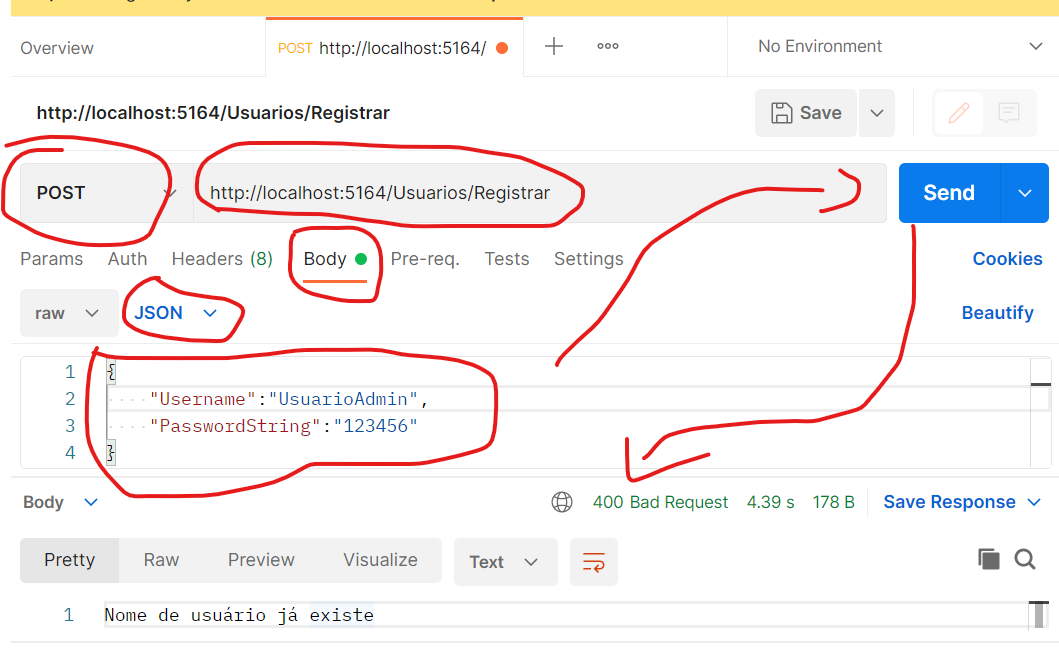 Overview
POST http://localhost:5164/
No Environment
http://localhost:5164/Usuarios/Registrar
Save
POST
http://localhost:5164/Usuarios/Registrar
Send
Params Auth Headers (8) Body Pre-req. Tests Settings
Cookies
raw JSON
Beautify
1 {
2 "Username":"UsuarioAdmin",
3 "PasswordString":"123456"
4 }
Body
400 Bad Request 4.39 s 178 B
Save Response
Pretty Raw Preview Visualize Text
1 Nome de usuário já existe